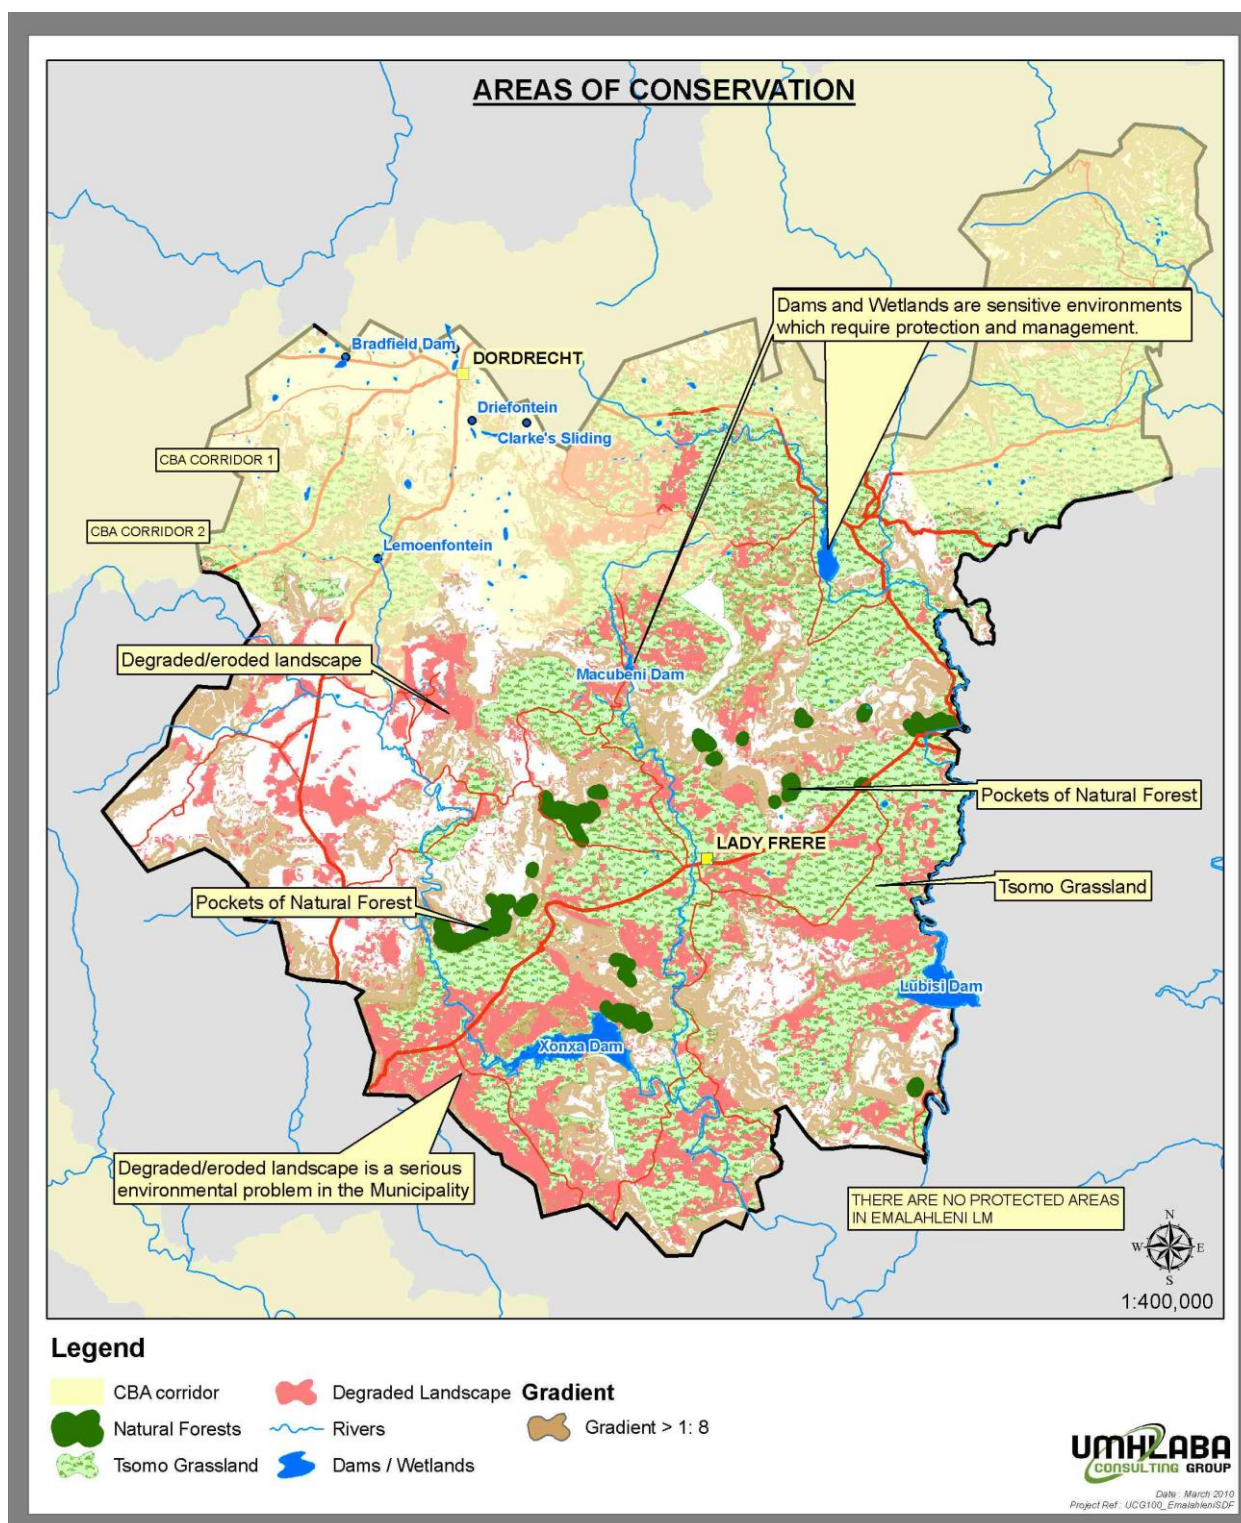 AREAS OF CONSERVATION
Dams and Wetlands are sensitive environments
which require protection and management.
Bradfield Dam
DORDRECHT
Driefontein
Clarke's Sliding
CBA CORRIDOR 1
CBA CORRIDOR 2
Lemoenfontein
Degraded/eroded landscape
Macubeni Dam
Pockets of Natural Forest
LADY FRERE
Tsomo Grassland
Pockets of Natural Forest
Lubisi Dam
Xonxa Dam
Degraded/eroded landscape is a serious
environmental problem in the Municipality
THERE ARE NO PROTECTED AREAS
IN EMALAHLENI LM
N
W E
S
1:400,000
Legend
CBA corridor
Natural Forests
Tsomo Grassland
Degraded Landscape
Rivers
Dams / Wetlands
Gradient
Gradient > 1: 8
UMHLABA
CONSULTING GROUP
Date : March 2010
Project Ref : UCG100_EmalahleniSDF